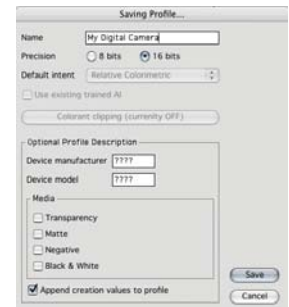 Saving Profile...
Name My Digital Camera
Precision 8 bits 16 bits
Default intent Relative Colorimetric
Use existing trained AI
Colorant clipping (currently OFF)
Optional Profile Description
Device manufacturer ????
Device model ????
Media
Transparency
Matte
Negative
Black & White
Save
Append creation values to profile
Cancel